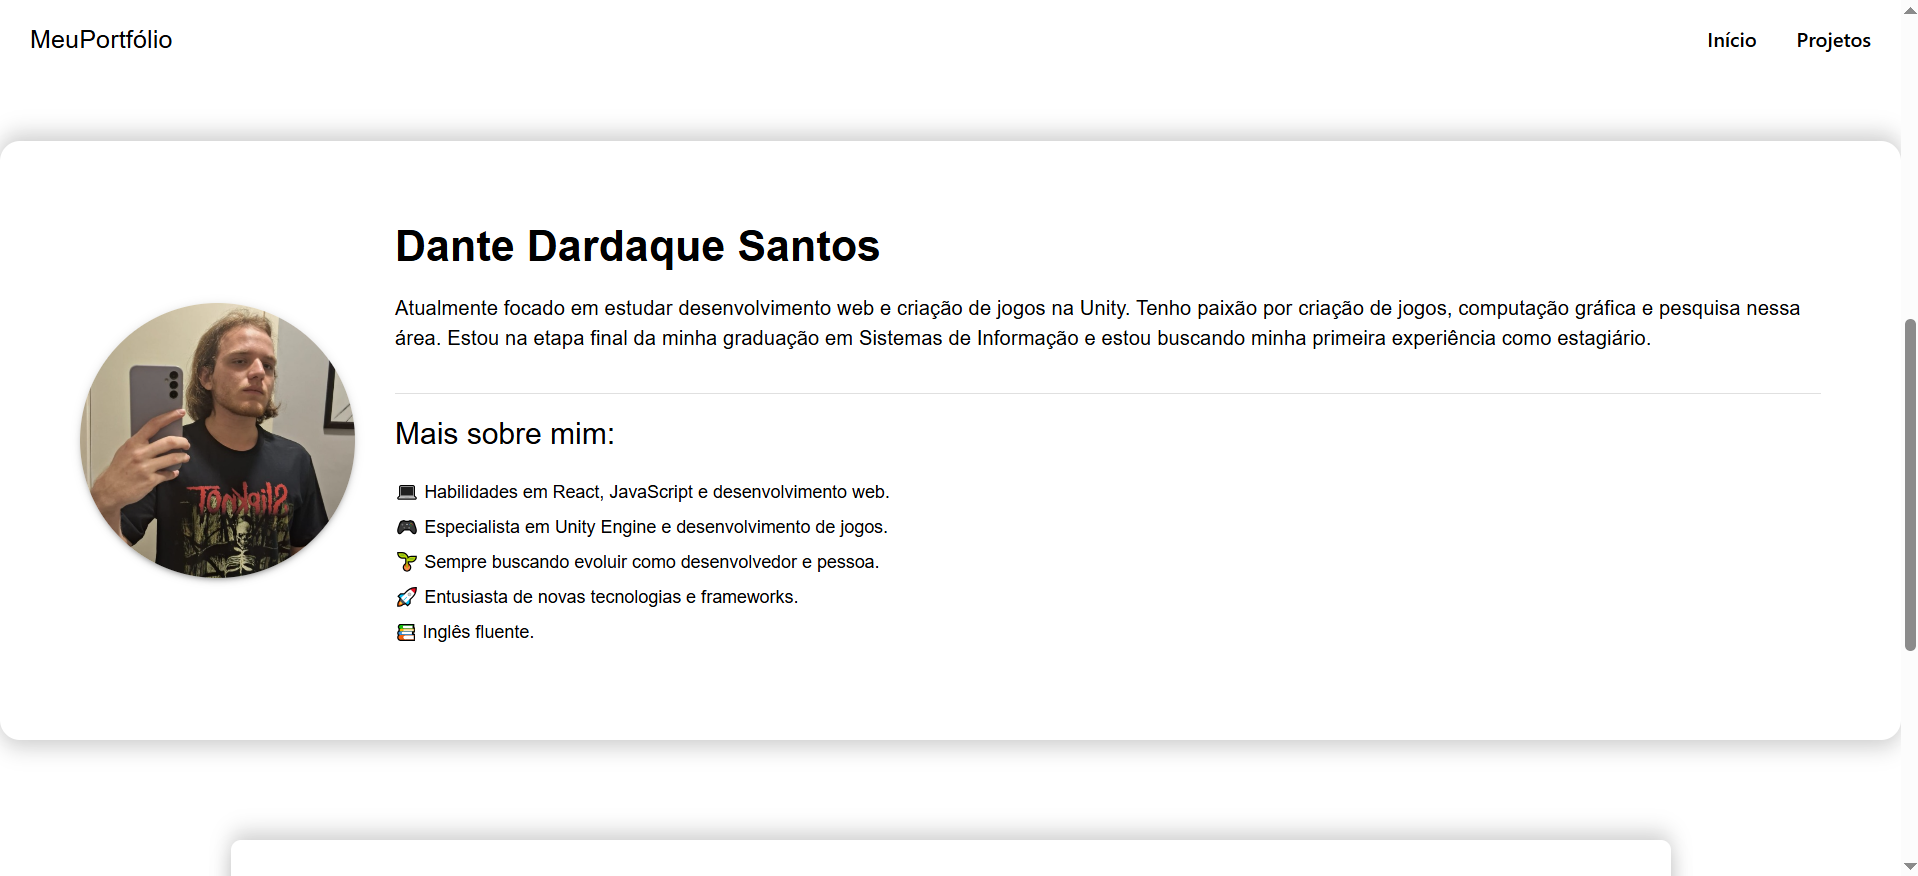 MeuPortfólio
Início
Projetos
Dante Dardaque Santos
Atualmente focado em estudar desenvolvimento web e criação de jogos na Unity. Tenho paixão por criação de jogos, computação gráfica e pesquisa nessa
área. Estou na etapa final da minha graduação em Sistemas de Informação e estou buscando minha primeira experiência como estagiário.
Mais sobre mim:
💻 Habilidades em React, JavaScript e desenvolvimento web.
🎮 Especialista em Unity Engine e desenvolvimento de jogos.
🌱 Sempre buscando evoluir como desenvolvedor e pessoa.
🚀 Entusiasta de novas tecnologias e frameworks.
📚 Inglês fluente.
Slipknot